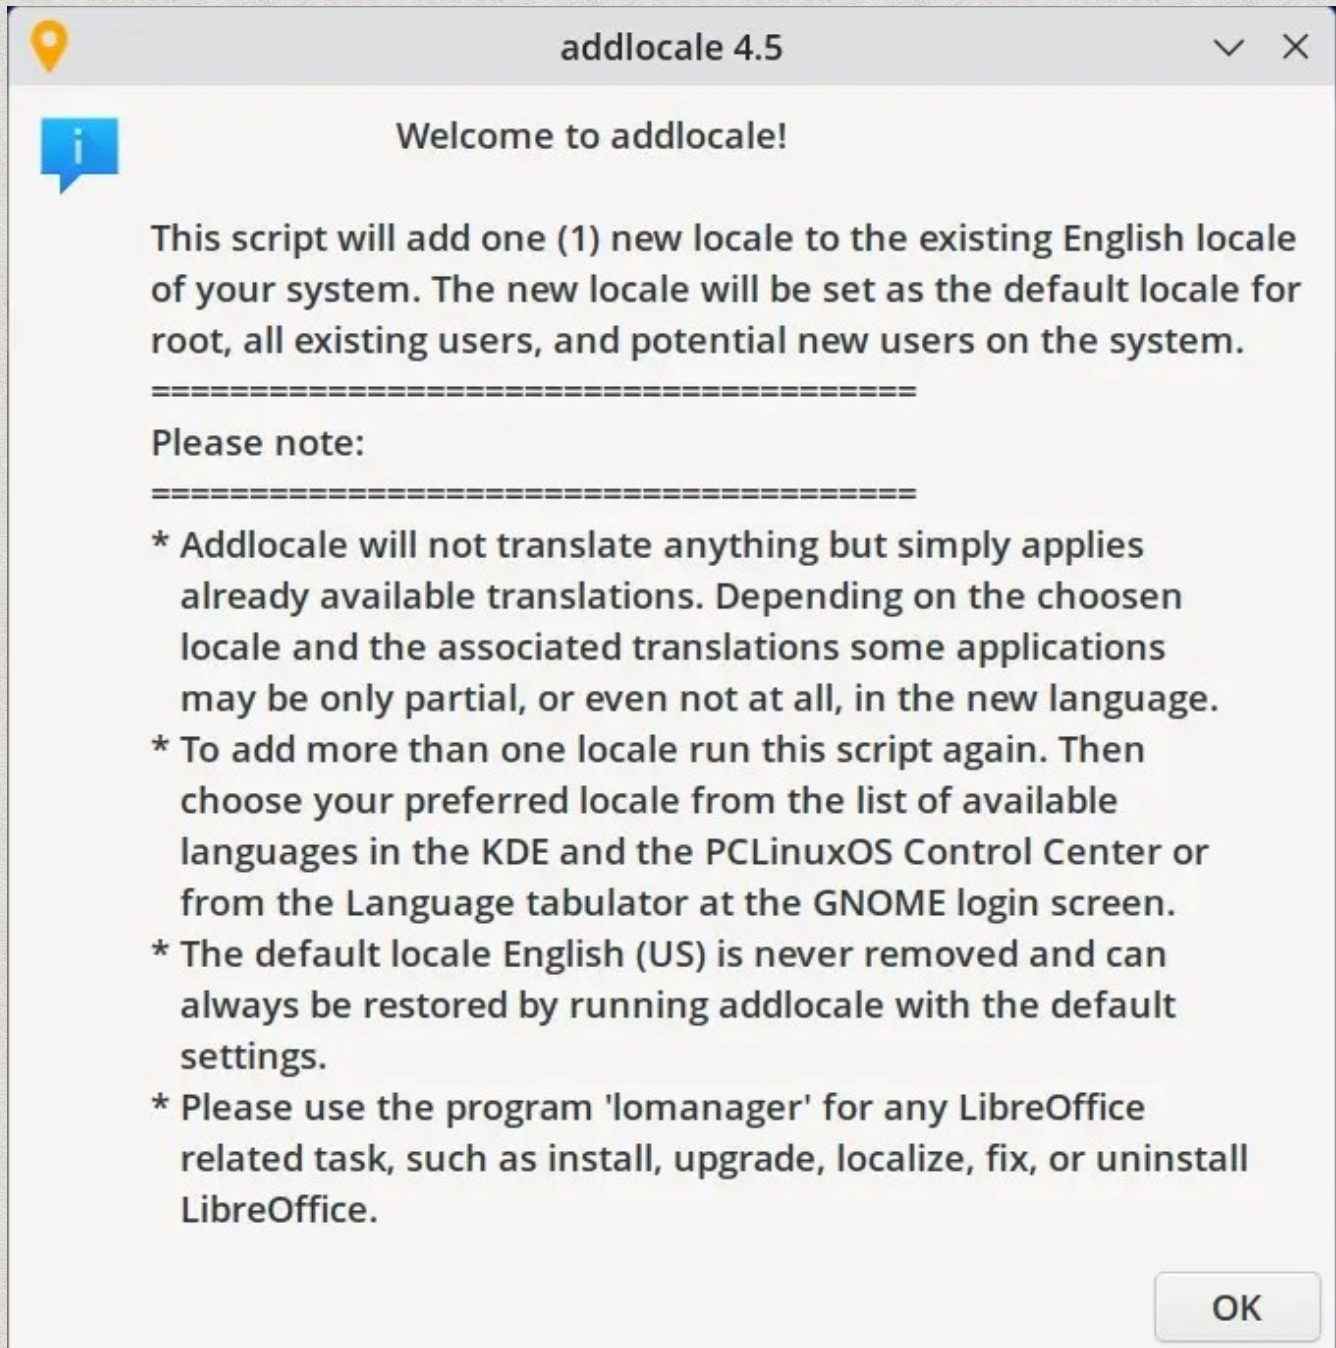 addlocale 4.5
Welcome to addlocale!
This script will add one (1) new locale to the existing English locale
of your system. The new locale will be set as the default locale for
root, all existing users, and potential new users on the system.
=======================================
Please note:
=======================================
* Addlocale will not translate anything but simply applies
already available translations. Depending on the choosen
locale and the associated translations some applications
may be only partial, or even not at all, in the new language.
* To add more than one locale run this script again. Then
choose your preferred locale from the list of available
languages in the KDE and the PCLinuxOS Control Center or
from the Language tabulator at the GNOME login screen.
* The default locale English (US) is never removed and can
always be restored by running addlocale with the default
settings.
* Please use the program 'lomanager' for any LibreOffice
related task, such as install, upgrade, localize, fix, or uninstall
LibreOffice.
OK